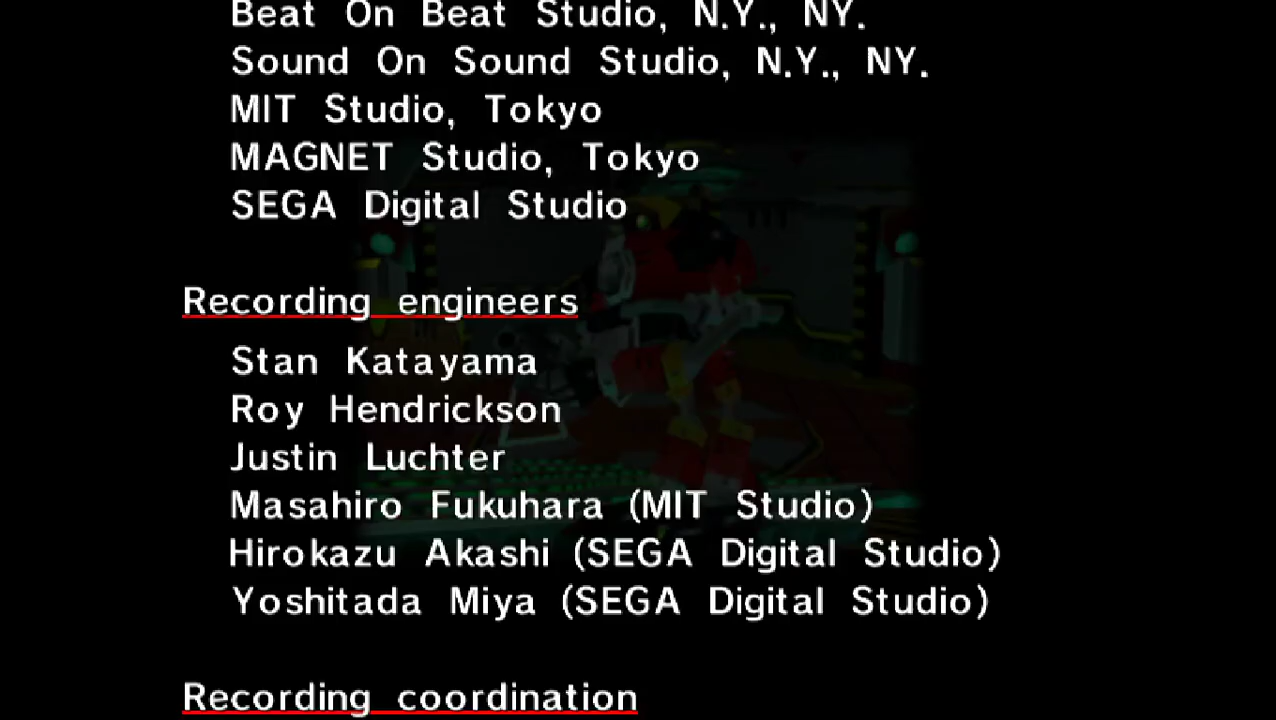 Beat On Beat Studio, N.Y., NY.
Sound On Sound Studio, N.Y., NY.
MIT Studio, Tokyo
MAGNET Studio, Tokyo
SEGA Digital Studio
Recording engineers
Stan Katayama
Roy Hendrickson
Justin Luchter
Masahiro Fukuhara (MIT Studio)
Hirokazu Akashi (SEGA Digital Studio)
Yoshitada Miya (SEGA Digital Studio)
Recording coordination